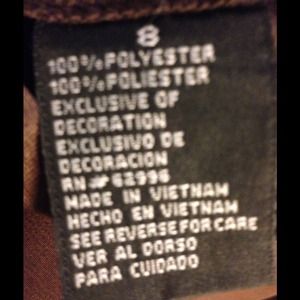 8
100% POLYESTER
100% POLIESTER
EXCLUSIVE OF
DECORATION
EXCLUSIVO DE
DECORACION
RN# 62996
MADE IN VIETNAM
HECHO EN VIETNAM
SEE REVERSE FOR CARE
VER AL DORSO
PARA CUIDADO